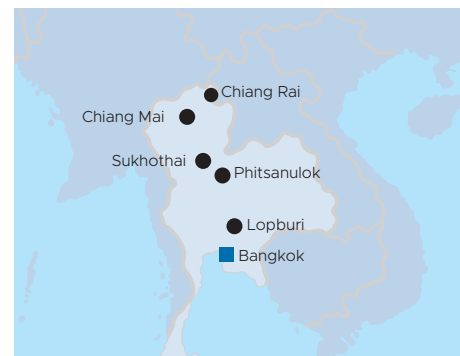 Chiang Rai
Chiang Mai
Sukhothai
Phitsanulok
Lopburi
Bangkok